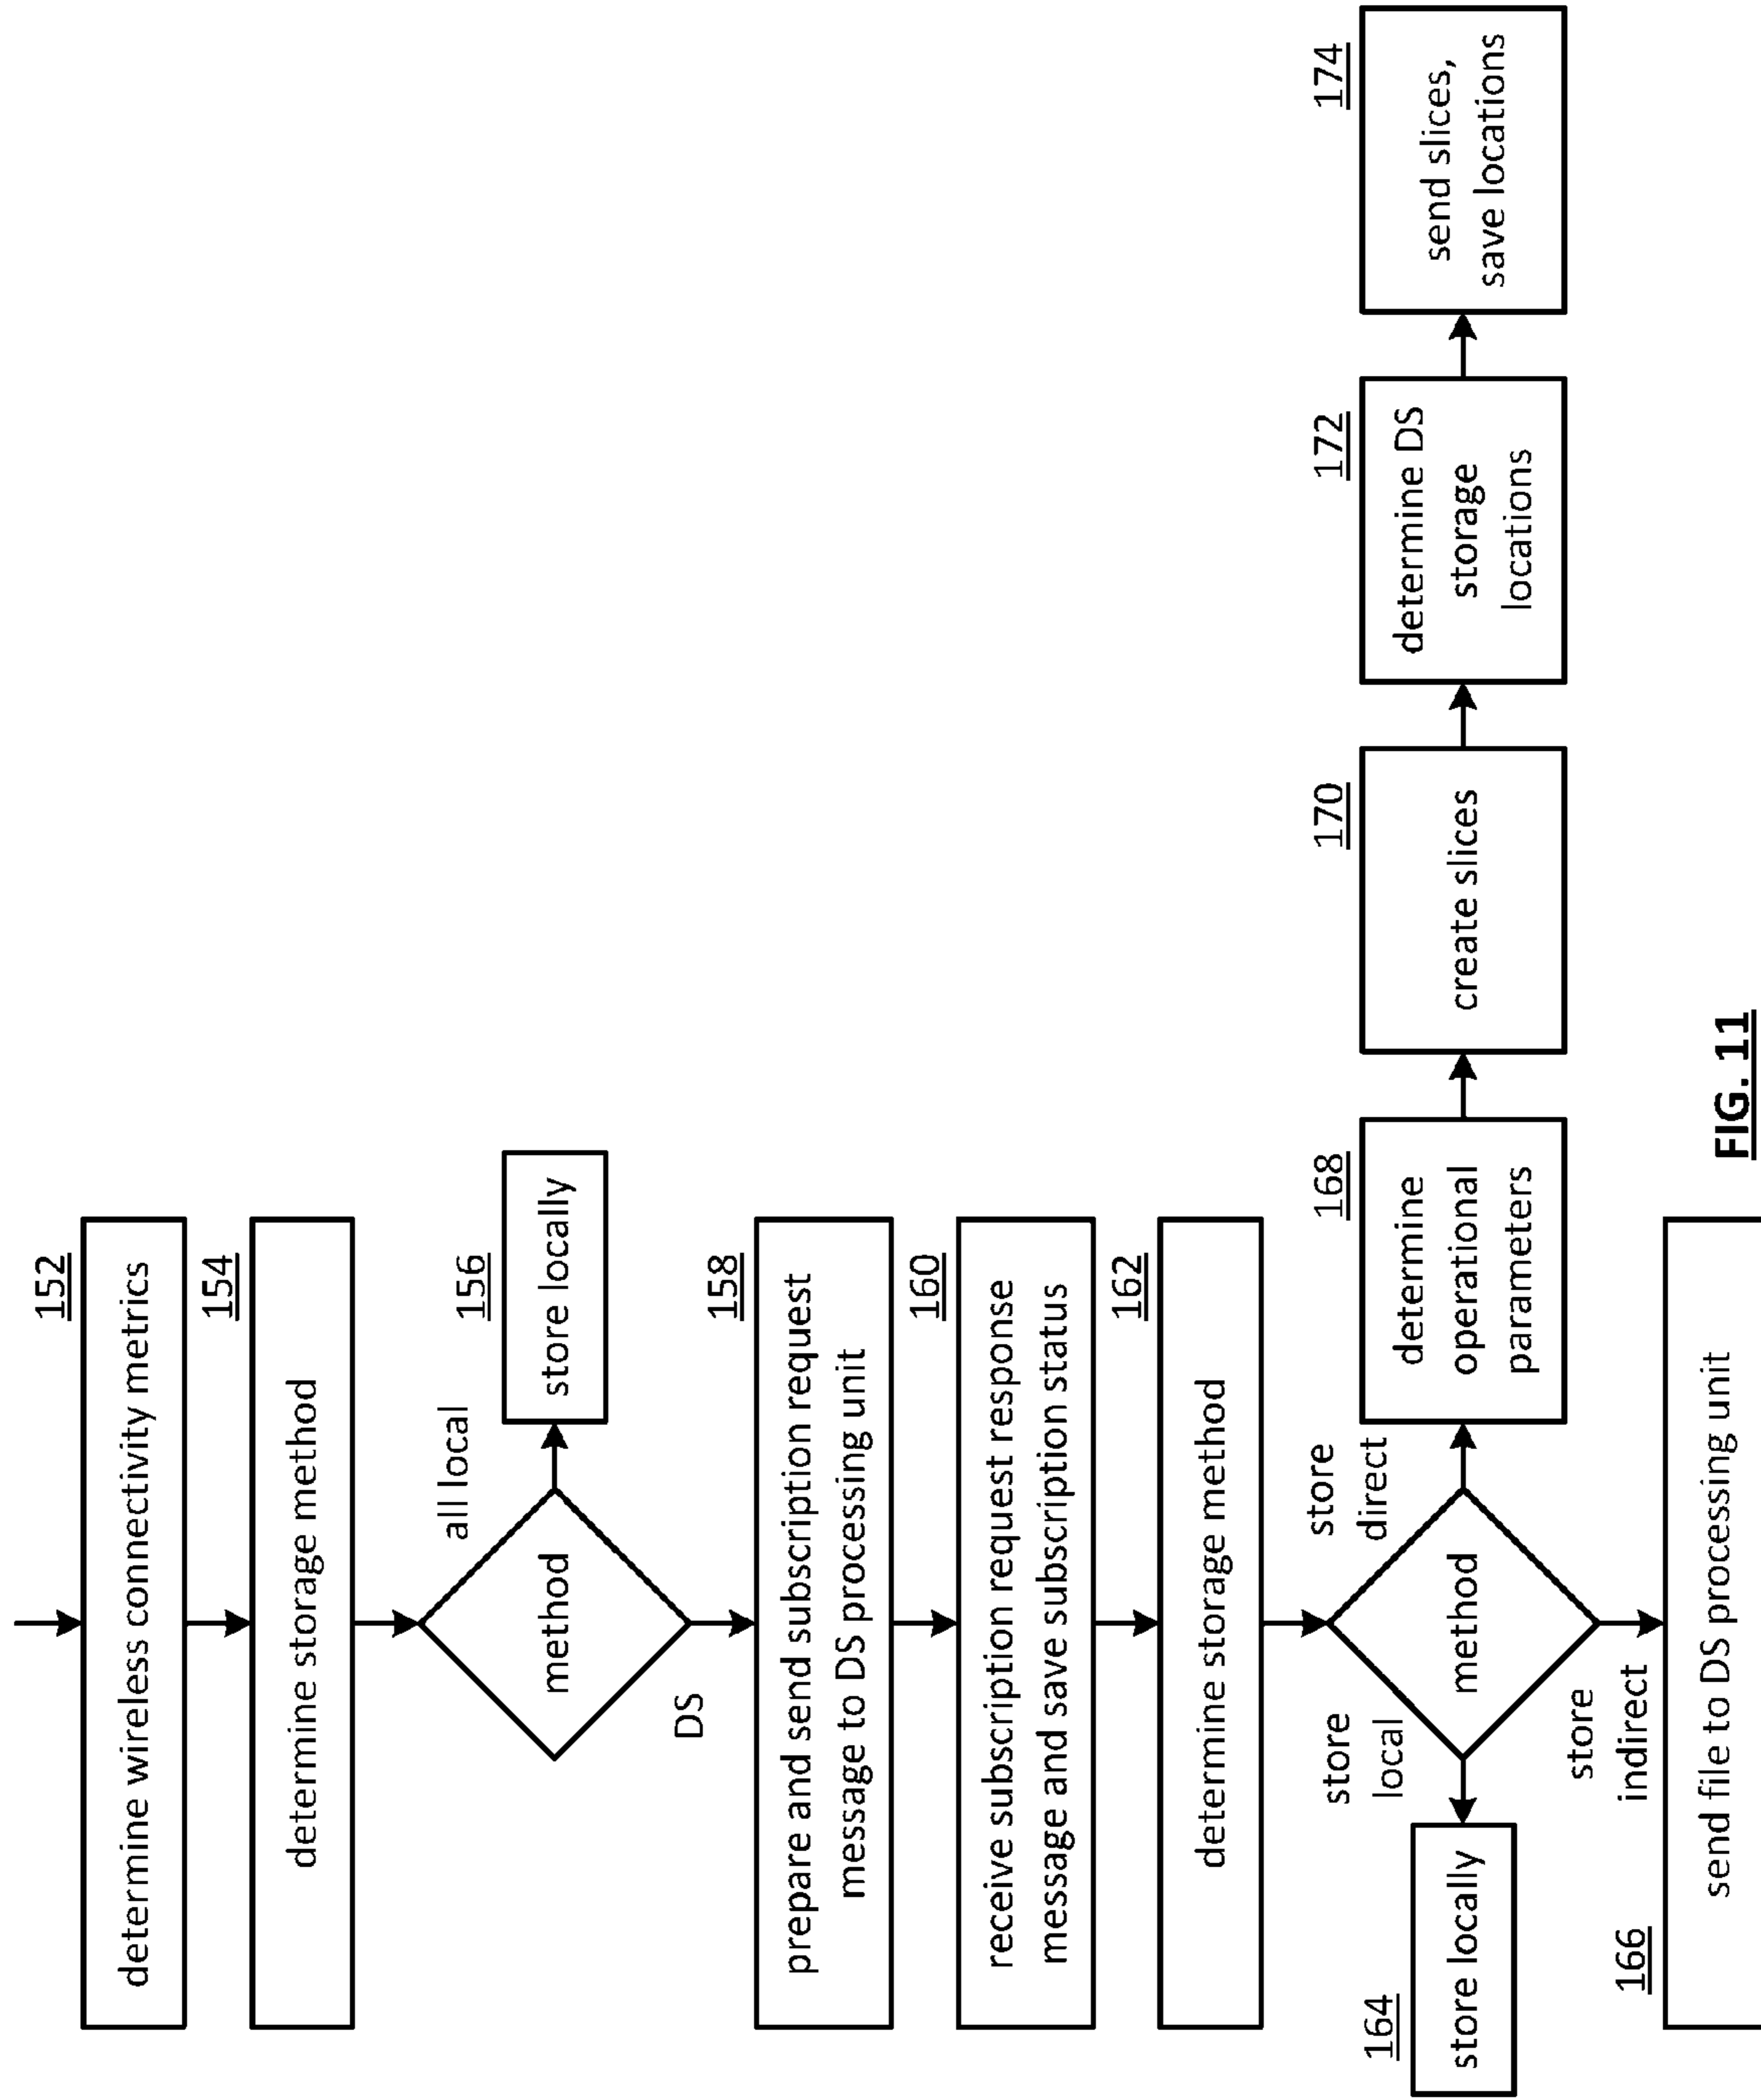 152
determine wireless connectivity metrics
154
determine storage method
method
all local
156
store locally
DS
158
prepare and send subscription request
message to DS processing unit
160
receive subscription request response
message and save subscription status
162
determine storage method
method
store
local
164
store locally
store
indirect
166
send file to DS processing unit
store
direct
168
determine
operational
parameters
170
create slices
172
determine DS
storage
locations
174
send slices,
save locations
FIG. 11